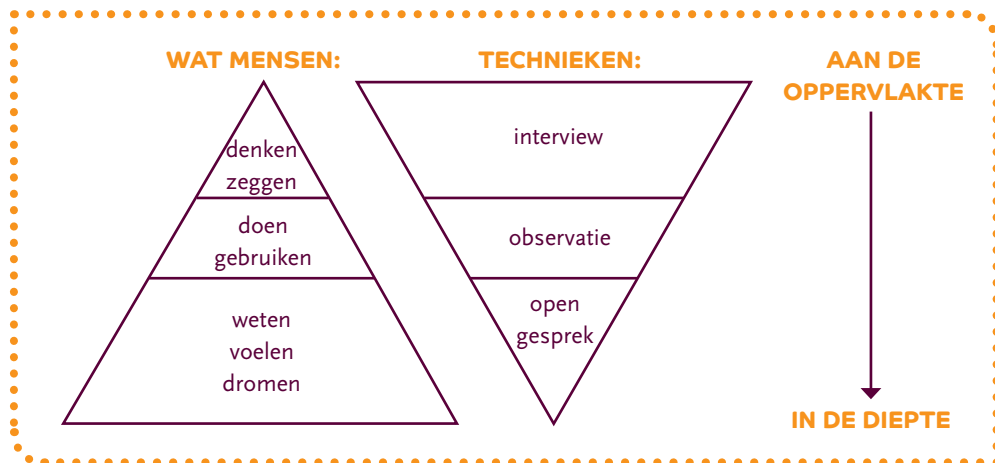 WAT MENSEN:
denken
zeggen
doen
gebruiken
weten
voelen
dromen
TECHNIEKEN:
interview
observatie
open
gesprek
AAN DE
OPPERVLAKTE
IN DE DIEPTE